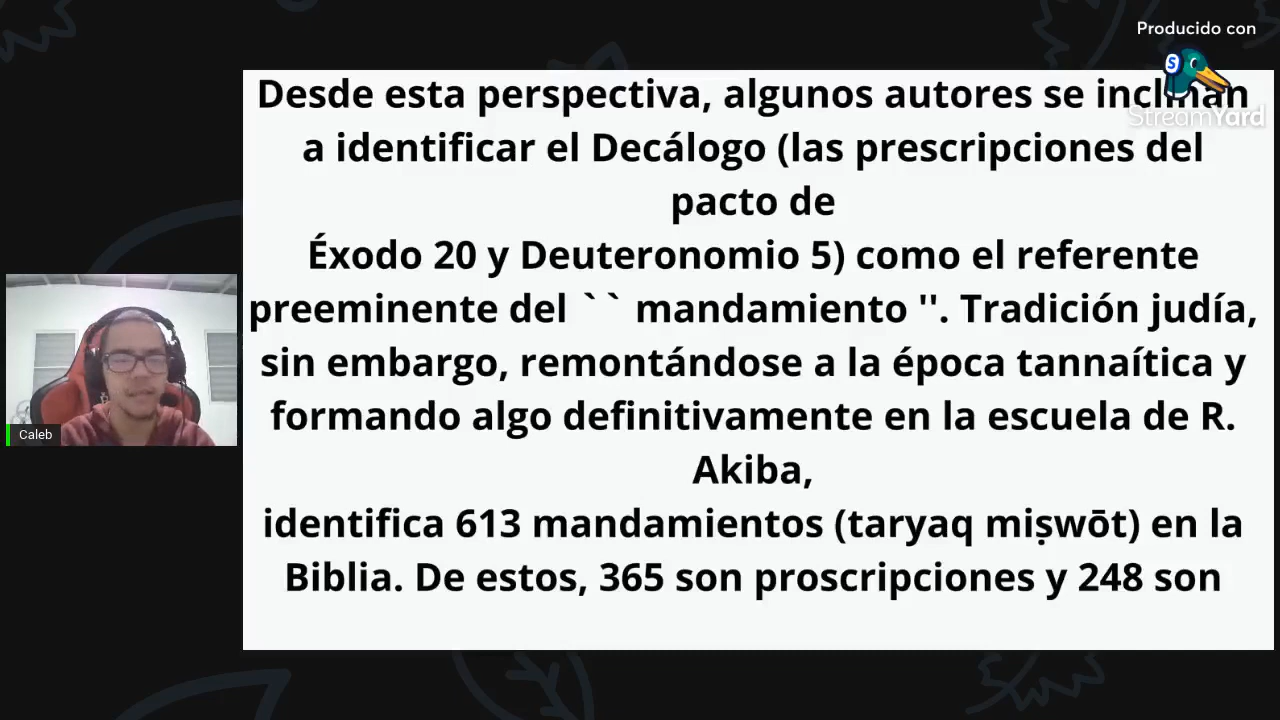 Producido con
StreamYard
Desde esta perspectiva, algunos autores se inclinan
a identificar el Decálogo (las prescripciones del
pacto de
Éxodo 20 y Deuteronomio 5) como el referente
preeminente del `` mandamiento ''. Tradición judía,
sin embargo, remontándose a la época tannaítica y
formando algo definitivamente en la escuela de R.
Akiba,
identifica 613 mandamientos (taryaq miṣwōt) en la
Biblia. De estos, 365 son proscripciones y 248 son
Caleb